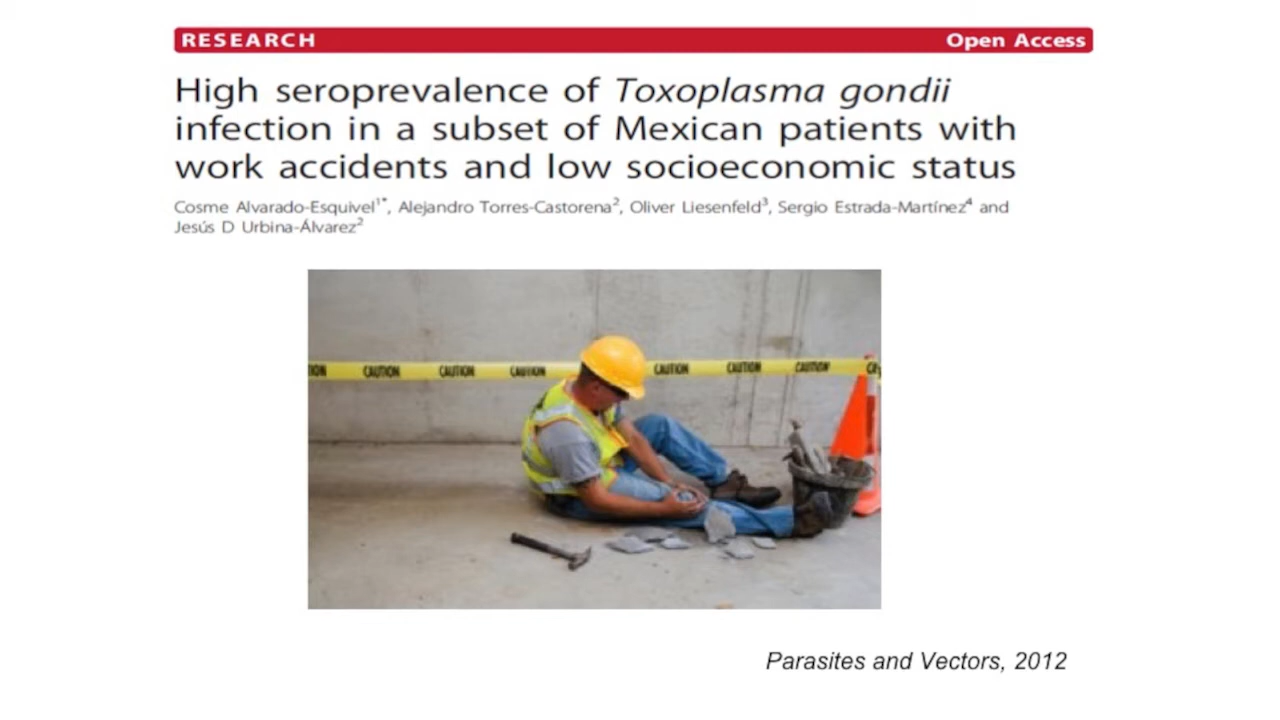 RESEARCH Open Access
High seroprevalence of Toxoplasma gondii
infection in a subset of Mexican patients with
work accidents and low socioeconomic status
Cosme Alvarado-Esquivel1*, Alejandro Torres-Castorena2, Oliver Liesenfeld3, Sergio Estrada-Martínez4 and
Jesús D Urbina-Álvarez2
TION CAUTION CAUTION CAUTION CAUTION CAUTION CAUTION CA
Parasites and Vectors, 2012